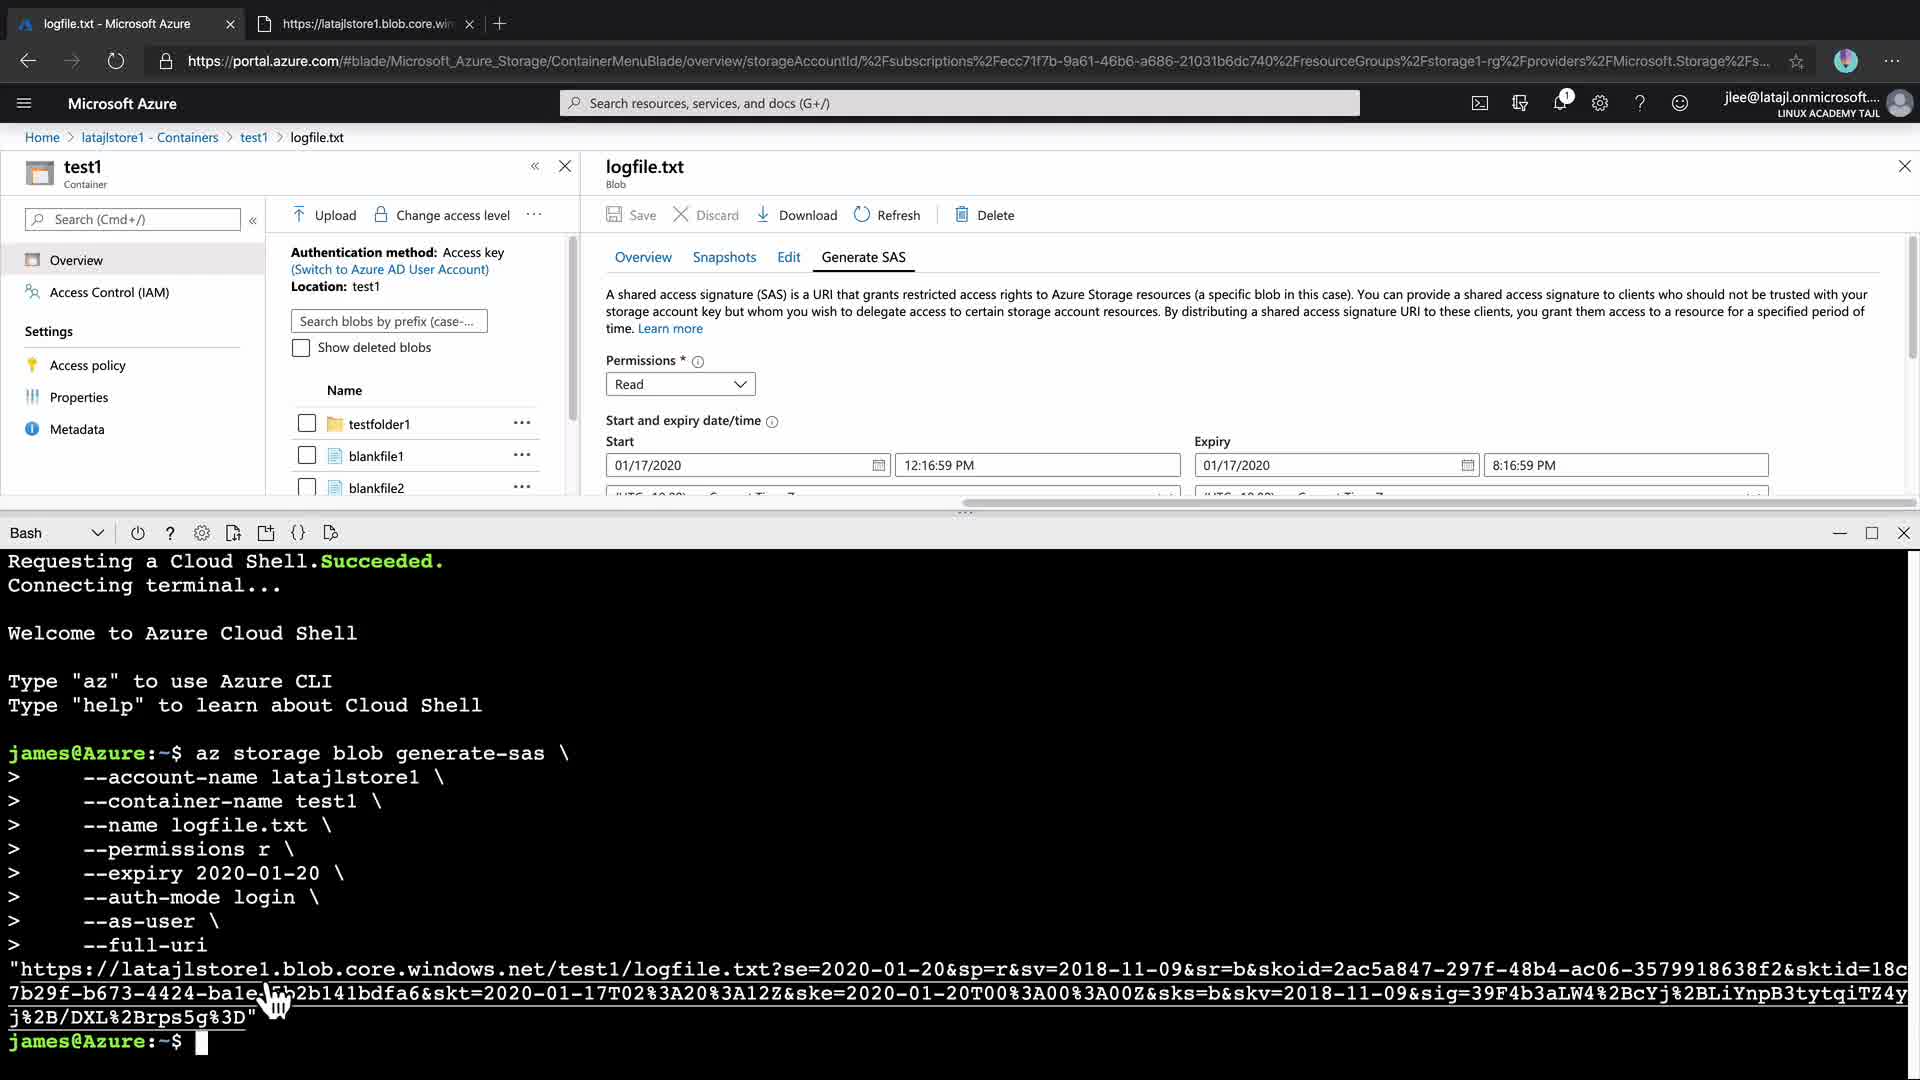 logfile.txt - Microsoft Azure
https://latajlstore1.blob.core.win
https://portal.azure.com/#blade/Microsoft_Azure_Storage/ContainerMenuBlade/overview/storageAccountId/%2Fsubscriptions%2Fecc71f7b-9a61-46b6-a686-21031b6dc740%2FresourceGroups%2Fstorage1-rg%2Fproviders%2FMicrosoft.Storage%2Fs...
Microsoft Azure
Search resources, services, and docs (G+/)
1
jlee@latajl.onmicrosoft....
LINUX ACADEMY TAJL
Home > latajlstore1 - Containers > test1 > logfile.txt
test1
Container
Search (Cmd+/)
Overview
Access Control (IAM)
Settings
Access policy
Properties
Metadata
Upload
Change access level
Authentication method: Access key
(Switch to Azure AD User Account)
Location: test1
Search blobs by prefix (case-...
Show deleted blobs
Name
testfolder1
blankfile1
blankfile2
logfile.txt
Blob
Save
Discard
Download
Refresh
Delete
Overview
Snapshots
Edit
Generate SAS
A shared access signature (SAS) is a URI that grants restricted access rights to Azure Storage resources (a specific blob in this case). You can provide a shared access signature to clients who should not be trusted with your
storage account key but whom you wish to delegate access to certain storage account resources. By distributing a shared access signature URI to these clients, you grant them access to a resource for a specified period of
time. Learn more
Permissions *
Read
Start and expiry date/time
Start
Expiry
01/17/2020
12:16:59 PM
01/17/2020
8:16:59 PM
Bash
Requesting a Cloud Shell.Succeeded.
Connecting terminal...
Welcome to Azure Cloud Shell
Type "az" to use Azure CLI
Type "help" to learn about Cloud Shell
james@Azure:~$ az storage blob generate-sas \
> --account-name latajlstore1 \
> --container-name test1 \
> --name logfile.txt \
> --permissions r \
> --expiry 2020-01-20 \
> --auth-mode login \
> --as-user \
> --full-uri
"https://latajlstore1.blob.core.windows.net/test1/logfile.txt?se=2020-01-20&sp=r&sv=2018-11-09&sr=b&skoid=2ac5a847-297f-48b4-ac06-3579918638f2&sktid=18c
7b29f-b673-4424-ba1e-5b2b141bdfa6&skt=2020-01-17T02%3A20%3A12Z&ske=2020-01-20T00%3A00%3A00Z&sks=b&skv=2018-11-09&sig=39F4b3aLW4%2BcYj%2BLiYnpB3tytqiTZ4y
j%2B/DXL%2Brps5g%3D"
james@Azure:~$